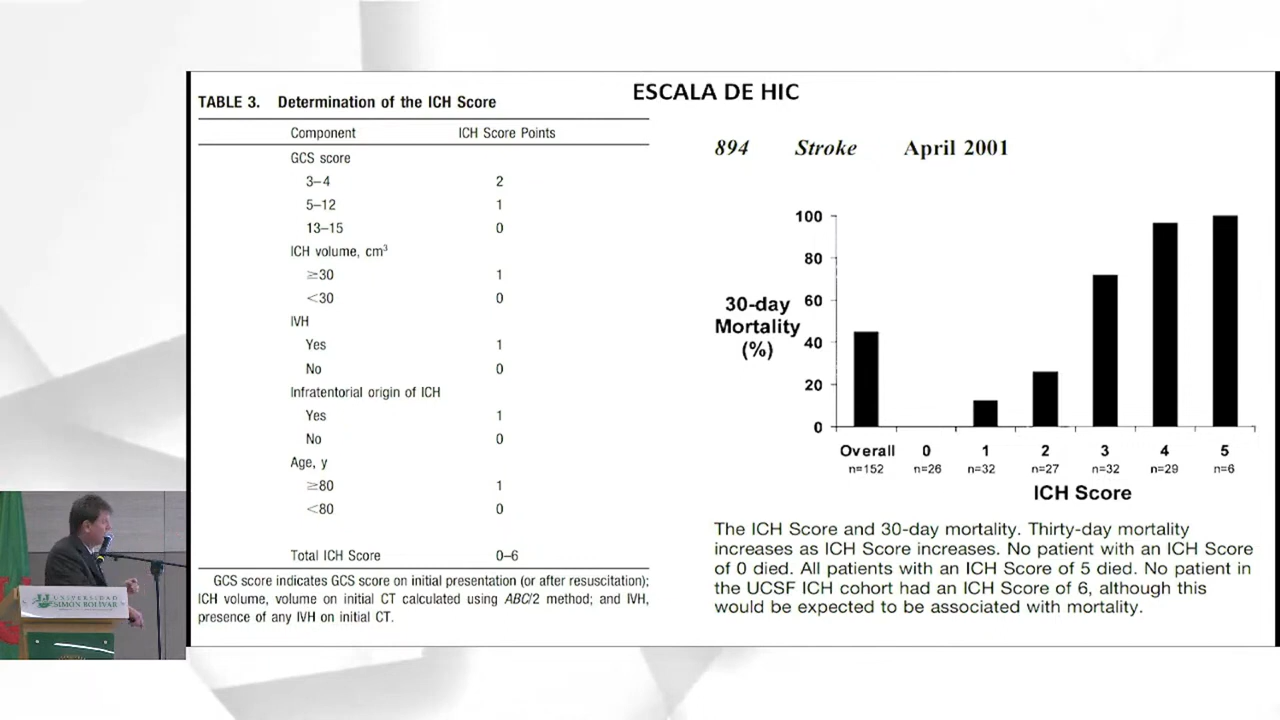 TABLE 3. Determination of the ICH Score
Component ICH Score Points
GCS score
3–4 2
5–12 1
13–15 0
ICH volume, cm³
≥30 1
<30 0
IVH
Yes 1
No 0
Infratentorial origin of ICH
Yes 1
No 0
Age, y
≥80 1
<80 0
Total ICH Score 0–6
GCS score indicates GCS score on initial presentation (or after resuscitation);
ICH volume, volume on initial CT calculated using ABC/2 method; and IVH,
presence of any IVH on initial CT.
ESCALA DE HIC
894 Stroke April 2001
100
80
60
40
20
0
30-day
Mortality
(%)
Overall 0 1 2 3 4 5
n=152 n=26 n=32 n=27 n=32 n=29 n=6
ICH Score
The ICH Score and 30-day mortality. Thirty-day mortality
increases as ICH Score increases. No patient with an ICH Score
of 0 died. All patients with an ICH Score of 5 died. No patient in
the UCSF ICH cohort had an ICH Score of 6, although this
would be expected to be associated with mortality.
UNIVERSIDAD
SIMÓN BOLÍVAR